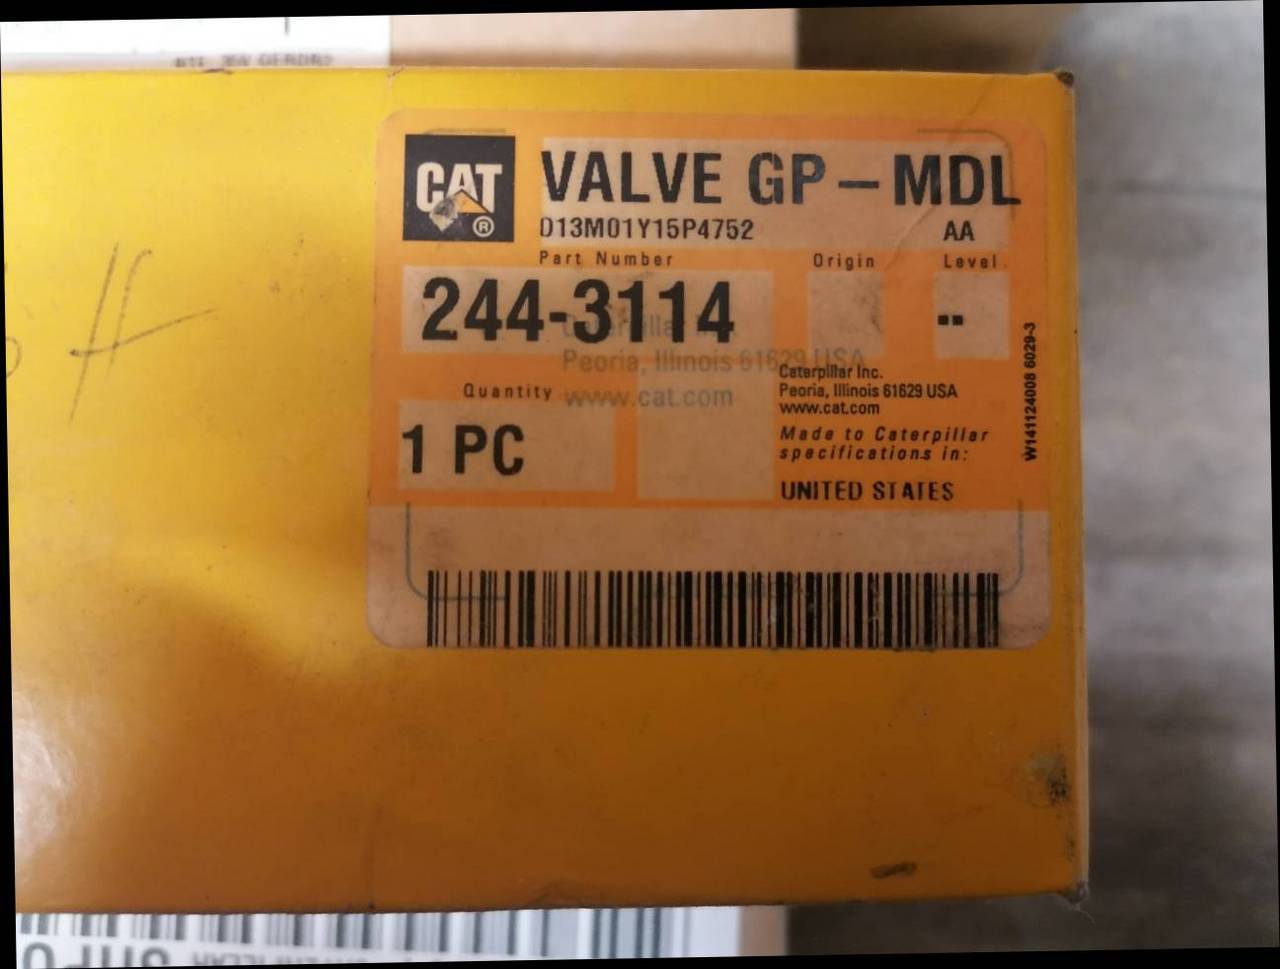 CAT
®
VALVE GP – MDL
D13M01Y15P4752 AA
Part Number Origin Level
244-3114 --
Caterpillar Inc.
Peoria, Illinois 61629 USA
www.cat.com
Quantity
1 PC
Caterpillar Inc.
Peoria, Illinois 61629 USA
www.cat.com
Made to Caterpillar
specifications in:
UNITED STATES
W141124008 6029-3